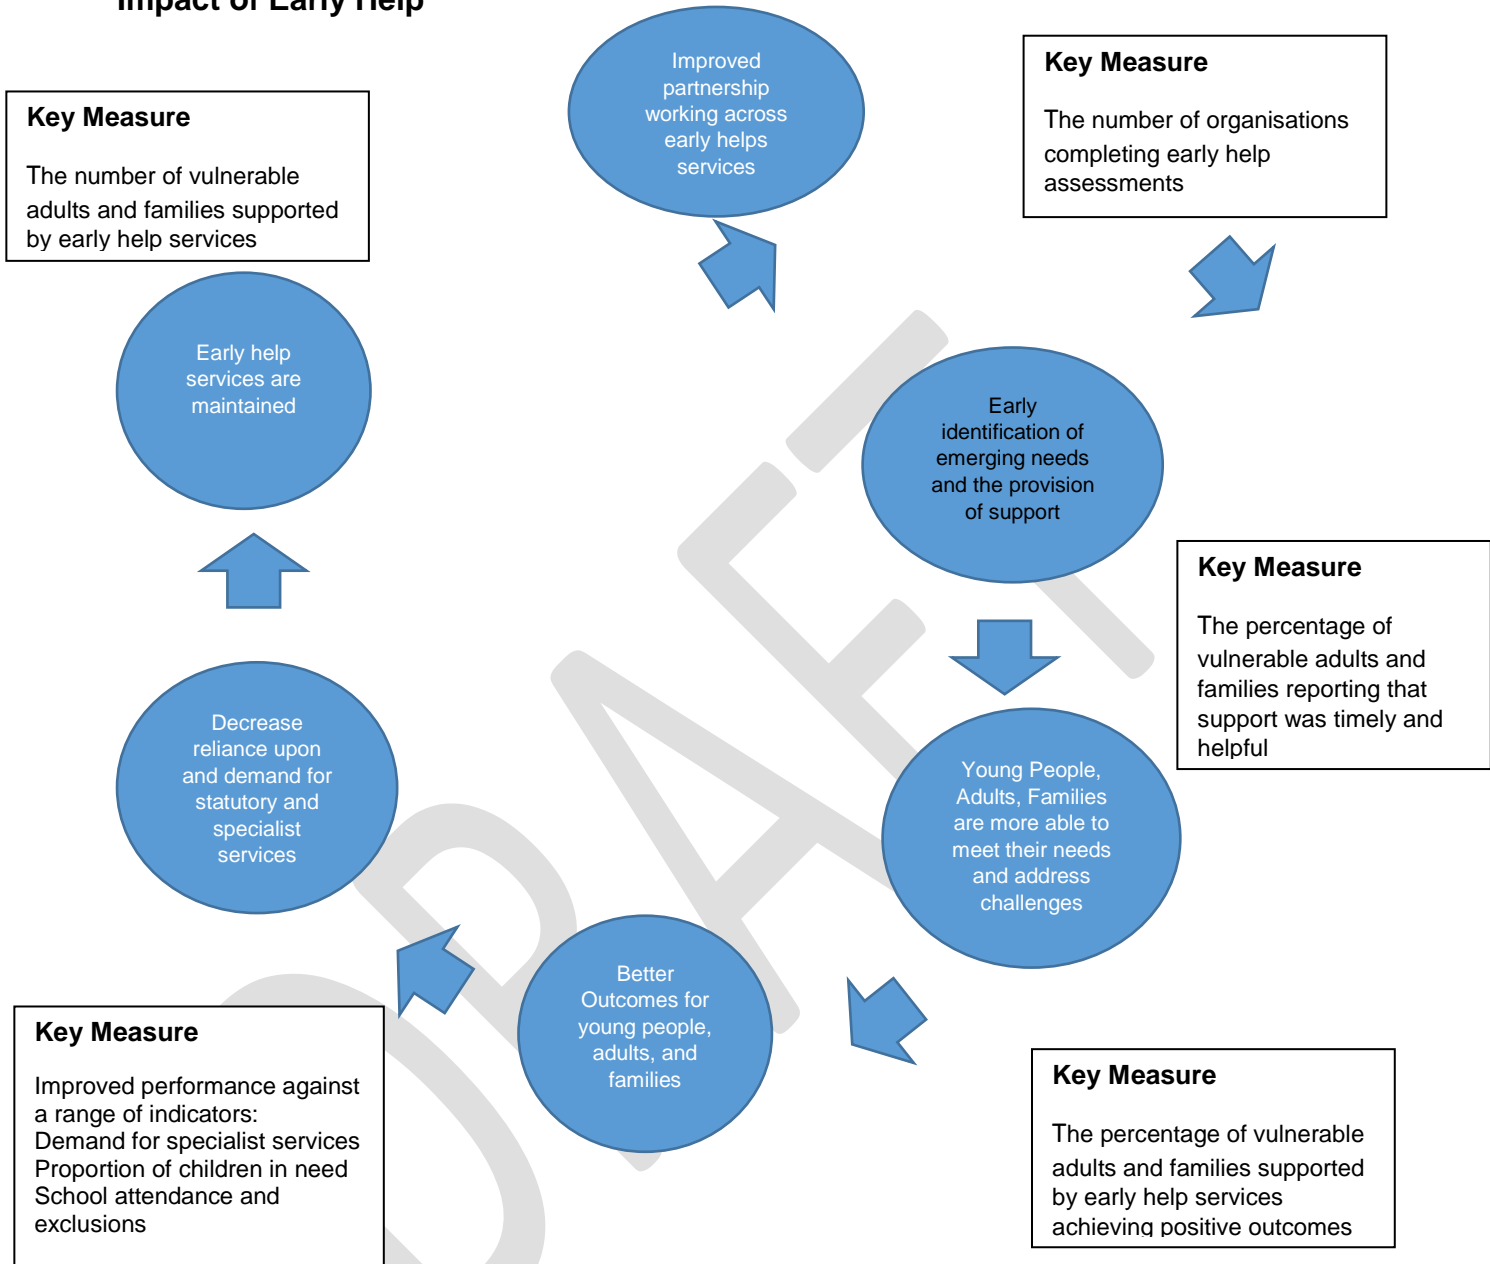 Impact of Early Help
Improved
partnership
working across
early helps
services
Key Measure
The number of organisations
completing early help
assessments
Key Measure
The number of vulnerable
adults and families supported
by early help services
Early help
services are
maintained
Early
identification of
emerging needs
and the provision
of support
Key Measure
The percentage of
vulnerable adults and
families reporting that
support was timely and
helpful
Decrease
reliance upon
and demand for
statutory and
specialist
services
Young People,
Adults, Families
are more able to
meet their needs
and address
challenges
Better
Outcomes for
young people,
adults, and
families
Key Measure
Improved performance against
a range of indicators:
Demand for specialist services
Proportion of children in need
School attendance and
exclusions
Key Measure
The percentage of vulnerable
adults and families supported
by early help services
achieving positive outcomes
DRAFT